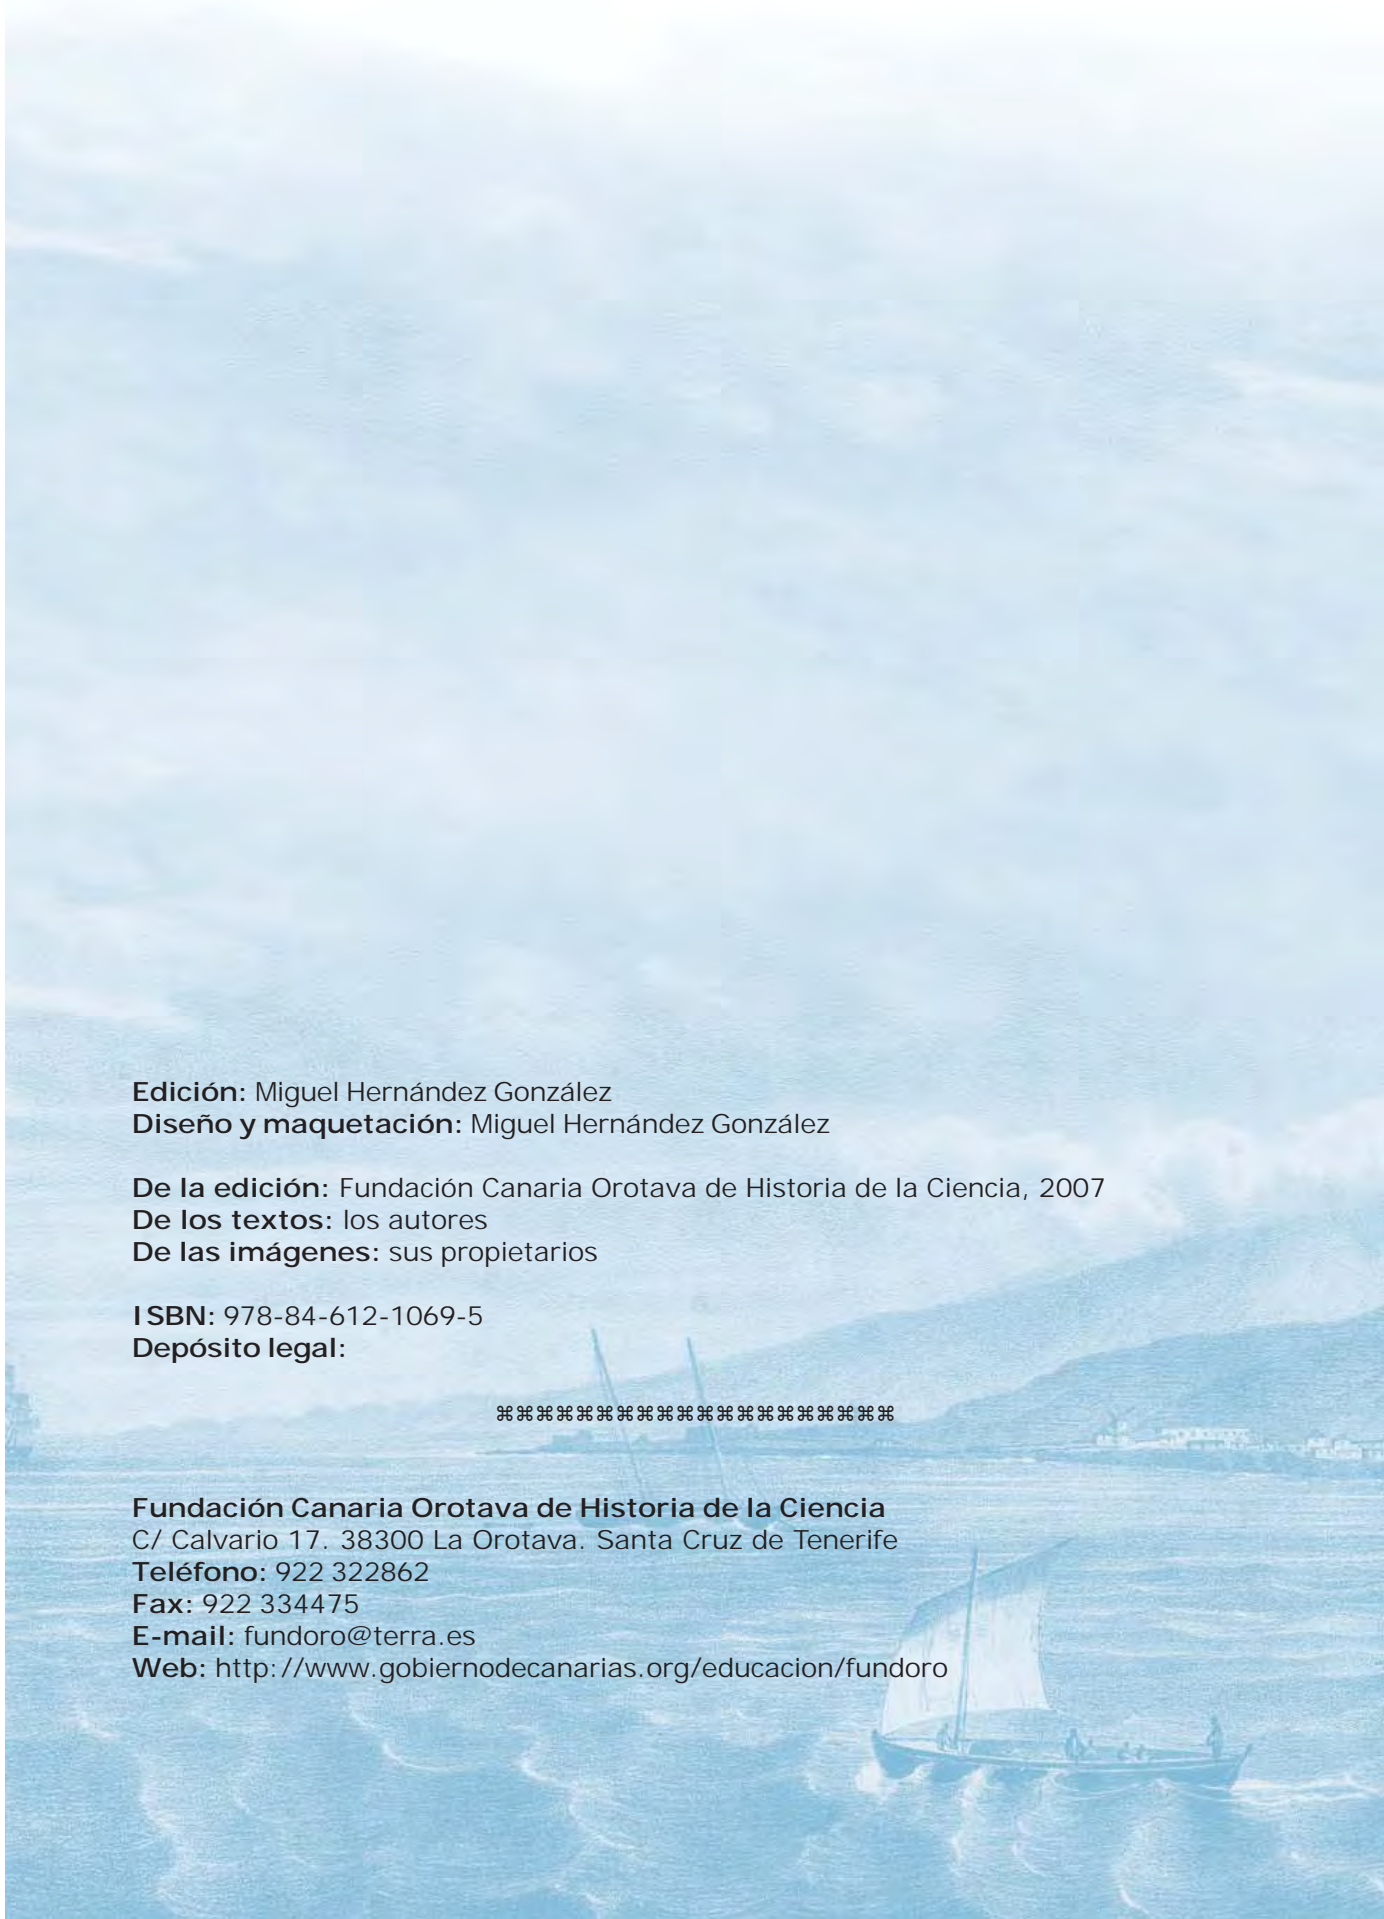 Edición: Miguel Hernández González
Diseño y maquetación: Miguel Hernández González
De la edición: Fundación Canaria Orotava de Historia de la Ciencia, 2007
De los textos: los autores
De las imágenes: sus propietarios
ISBN: 978-84-612-1069-5
Depósito legal:
⌘⌘⌘⌘⌘⌘⌘⌘⌘⌘⌘⌘⌘⌘⌘⌘⌘⌘⌘⌘
Fundación Canaria Orotava de Historia de la Ciencia
C/ Calvario 17. 38300 La Orotava. Santa Cruz de Tenerife
Teléfono: 922 322862
Fax: 922 334475
E-mail: fundoro@terra.es
Web: http://www.gobiernodecanarias.org/educacion/fundoro